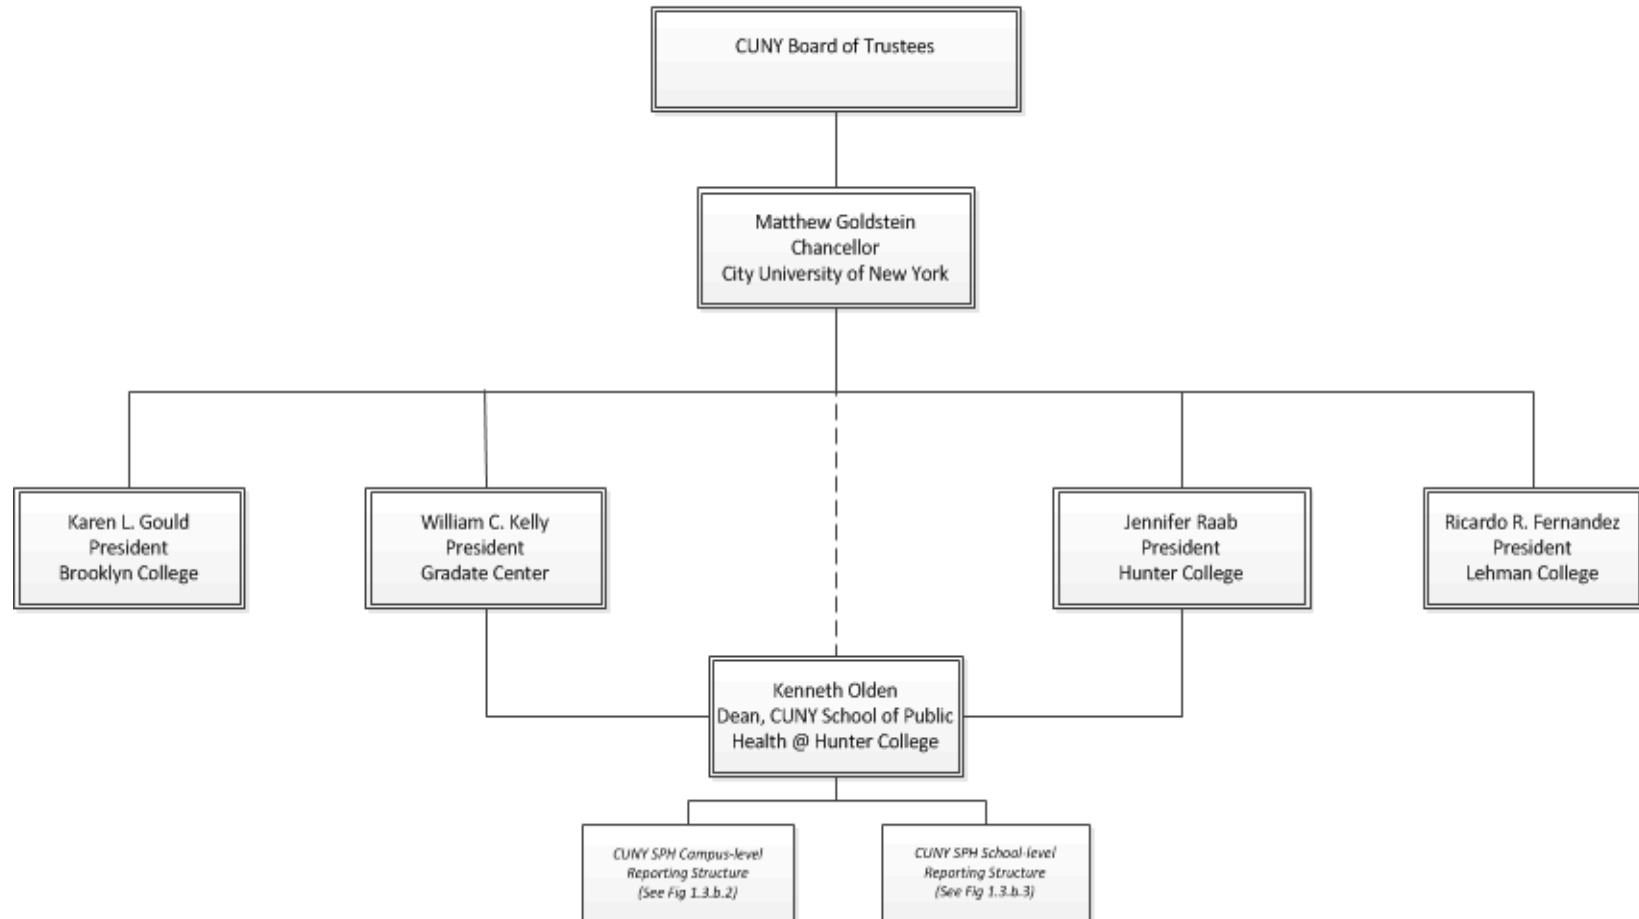 CUNY Board of Trustees
Matthew Goldstein
Chancellor
City University of New York
Karen L. Gould
President
Brooklyn College
William C. Kelly
President
Gradate Center
Jennifer Raab
President
Hunter College
Ricardo R. Fernandez
President
Lehman College
Kenneth Olden
Dean, CUNY School of Public
Health @ Hunter College
CUNY SPH Campus-level
Reporting Structure
(See Fig 1.3.b.2)
CUNY SPH School-level
Reporting Structure
(See Fig 1.3.b.3)